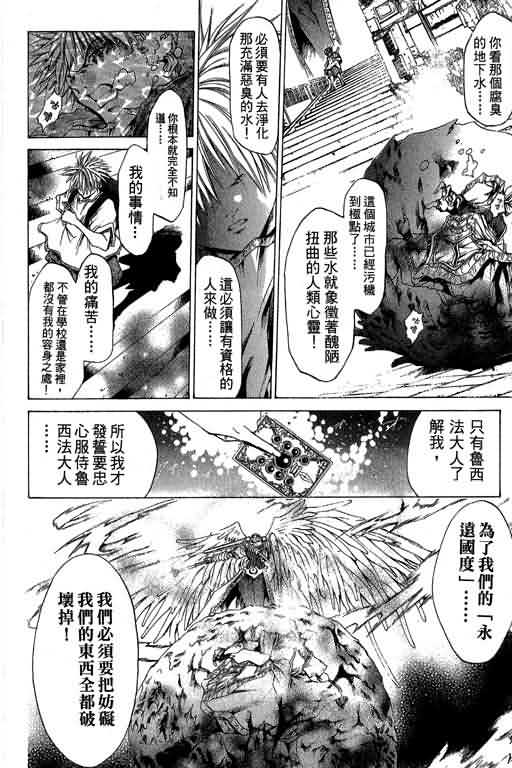 你看那個腐臭
的地下水……
這個城市已經污穢
到極點了……
那些水就象徵著醜陋
扭曲的人類心靈！
必須要有人去淨化
那充滿惡臭的水！
這必須讓有資格的
人來做……
你根本就完全不知
道……
我的事情…
我的痛苦……
不管在學校還是家裡，
都沒有我的容身之處！
只有魯西
法大人了
解我，
所以我才
發誓要忠
心服侍魯
西法大人
……
為了我們的「永
遠國度」……
我們必須要把妨礙
我們的東西全都破
壞掉！